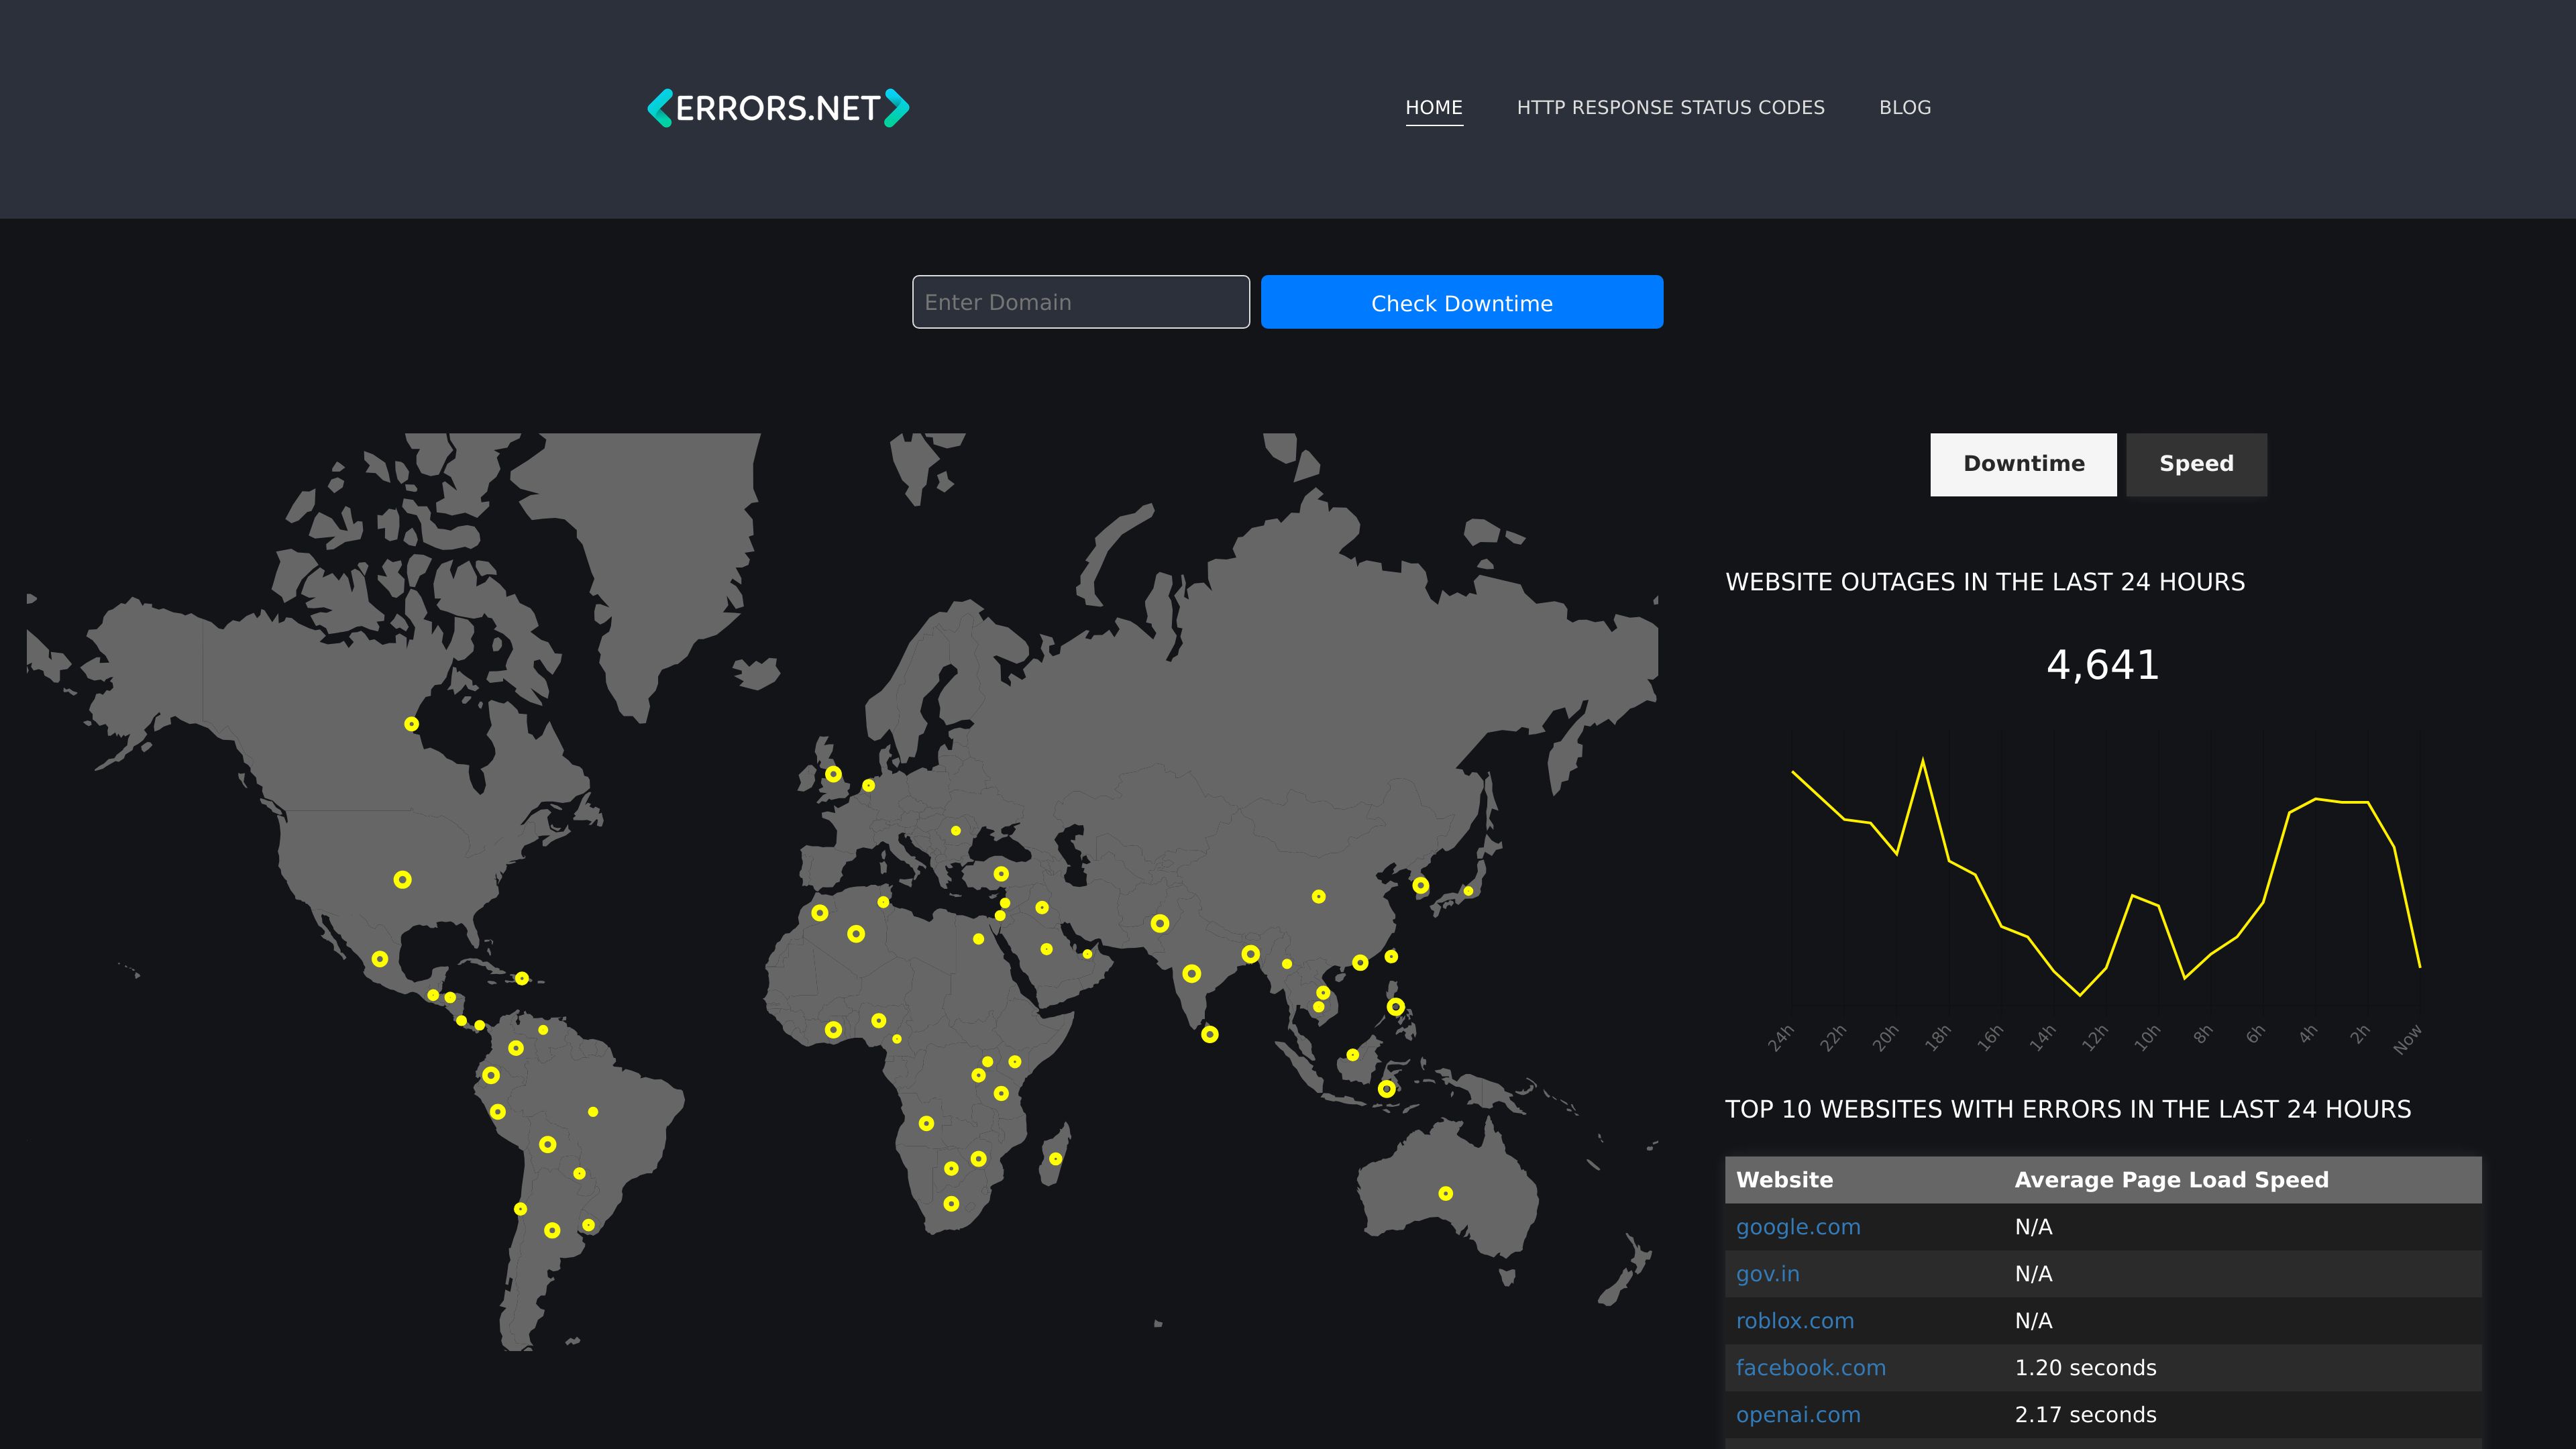 ERRORS.NET
HOME
HTTP RESPONSE STATUS CODES
BLOG
Enter Domain
Check Downtime
Downtime
Speed
WEBSITE OUTAGES IN THE LAST 24 HOURS
4,641
24h 22h 20h 18h 16h 14h 12h 10h 8h 6h 4h 2h Now
TOP 10 WEBSITES WITH ERRORS IN THE LAST 24 HOURS
Website Average Page Load Speed
google.com N/A
gov.in N/A
roblox.com N/A
facebook.com 1.20 seconds
openai.com 2.17 seconds